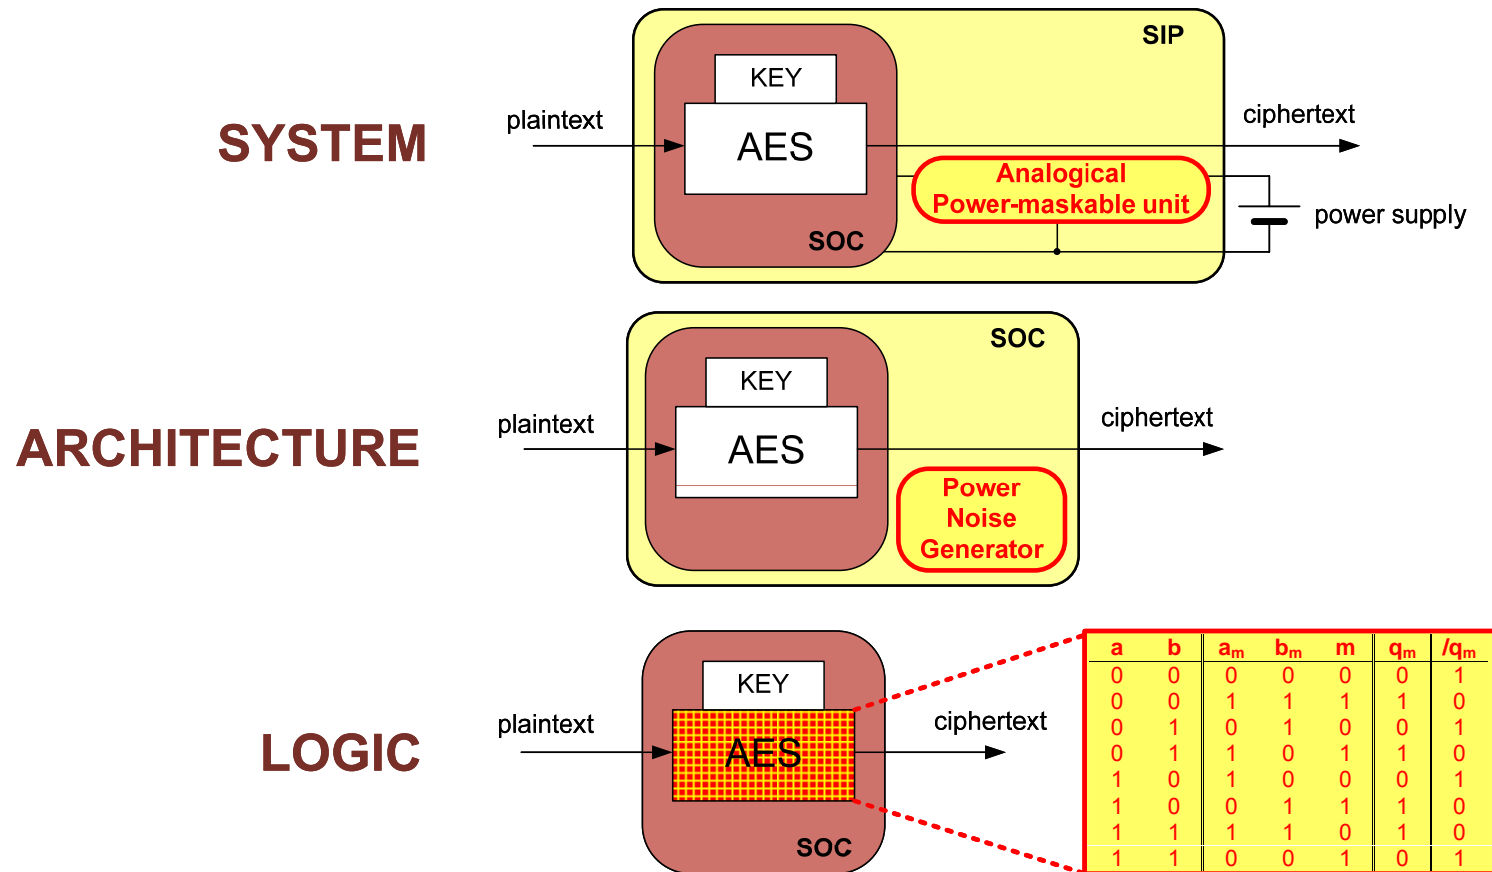 SYSTEM
SIP
KEY
plaintext
AES
ciphertext
Analogical
Power-maskable unit
power supply
SOC
ARCHITECTURE
SOC
KEY
plaintext
AES
ciphertext
Power
Noise
Generator
LOGIC
KEY
plaintext
AES
ciphertext
SOC
a b am bm m qm /qm
0 0 0 0 0 0 1
0 0 1 1 1 1 0
0 1 0 1 0 0 1
0 1 1 0 1 1 0
1 0 1 0 0 0 1
1 0 0 1 1 1 0
1 1 1 1 0 1 0
1 1 0 0 1 0 1